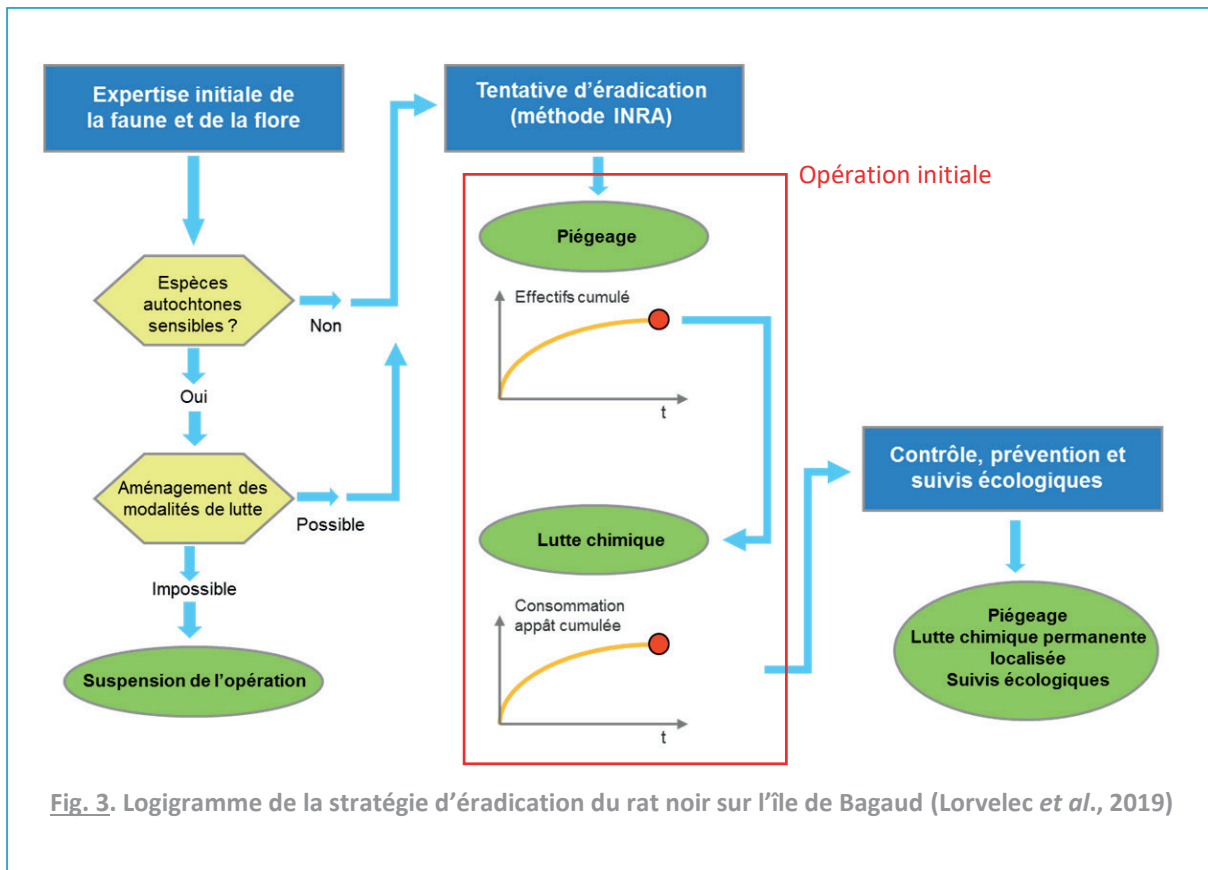 Expertise initiale de
la faune et de la flore
Espèces
autochtones
sensibles ?
Non
Oui
Aménagement des
modalités de lutte
Possible
Impossible
Suspension de l'opération
Tentative d'éradication
(méthode INRA)
Opération initiale
Piégeage
Effectifs cumulé
t
Lutte chimique
Consommation
appât cumulée
t
Contrôle, prévention et
suivis écologiques
Piégeage
Lutte chimique permanente
localisée
Suivis écologiques
Fig. 3. Logigramme de la stratégie d'éradication du rat noir sur l'île de Bagaud (Lorvelec et al., 2019)